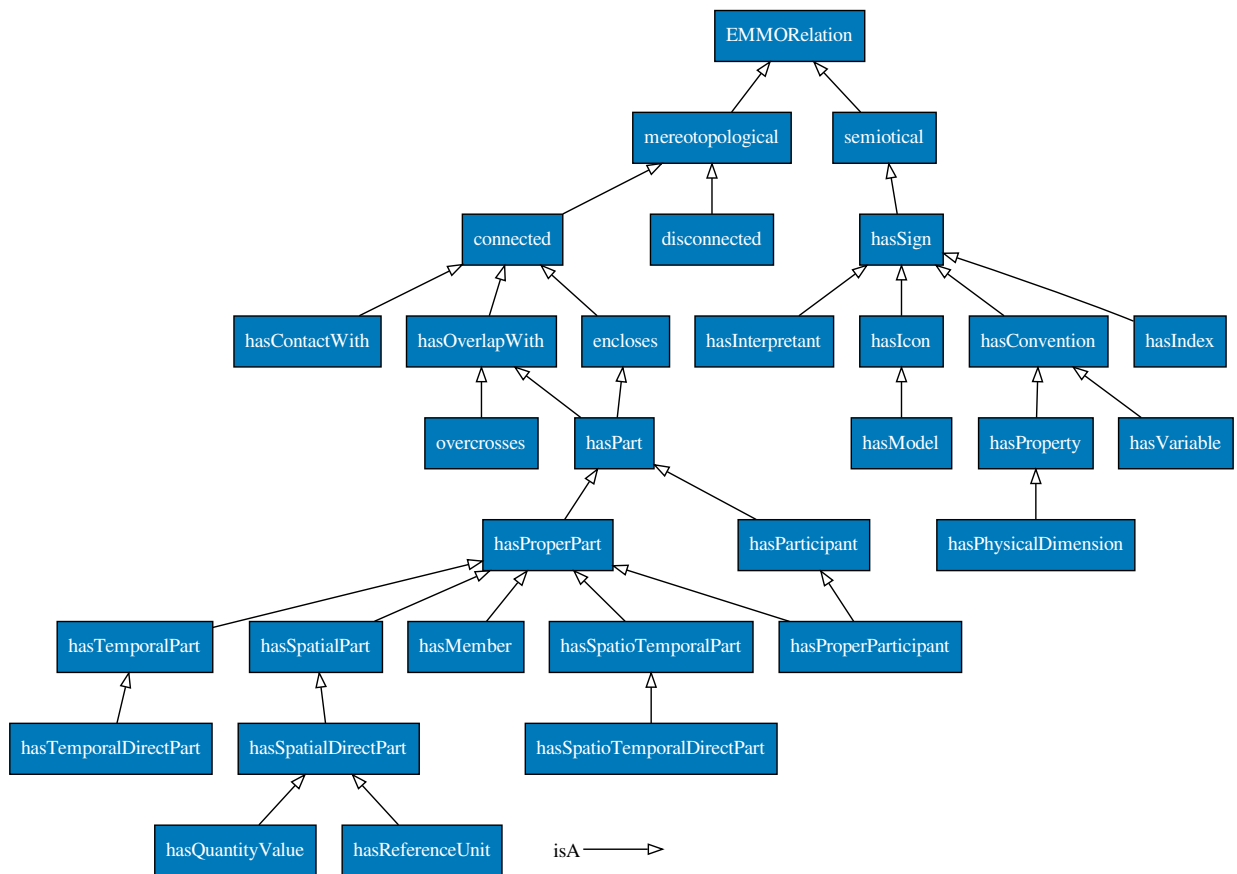 EMMORelation
mereotopological
semiotical
connected
disconnected
hasSign
hasContactWith
hasOverlapWith
encloses
hasInterpretant
hasIcon
hasConvention
hasIndex
overcrosses
hasPart
hasModel
hasProperty
hasVariable
hasProperPart
hasParticipant
hasPhysicalDimension
hasTemporalPart
hasSpatialPart
hasMember
hasSpatioTemporalPart
hasProperParticipant
hasTemporalDirectPart
hasSpatialDirectPart
hasSpatioTemporalDirectPart
hasQuantityValue
hasReferenceUnit
isA